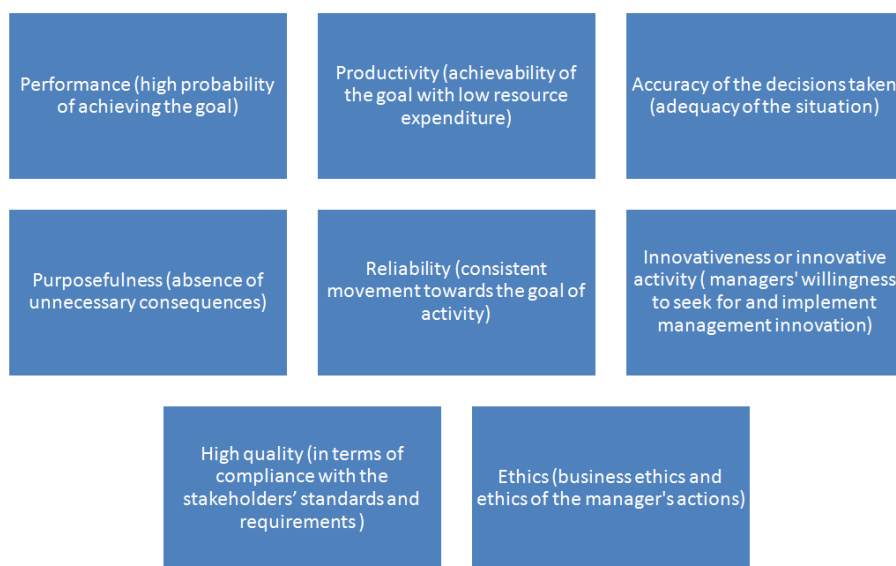 Performance (high probability
of achieving the goal)
Productivity (achievability of
the goal with low resource
expenditure)
Accuracy of the decisions taken
(adequacy of the situation)
Purposefulness (absence of
unnecessary consequences)
Reliability (consistent
movement towards the goal of
activity)
Innovativeness or innovative
activity ( managers' willingness
to seek for and implement
management innovation)
High quality (in terms of
compliance with the
stakeholders’ standards and
requirements )
Ethics (business ethics and
ethics of the manager's actions)